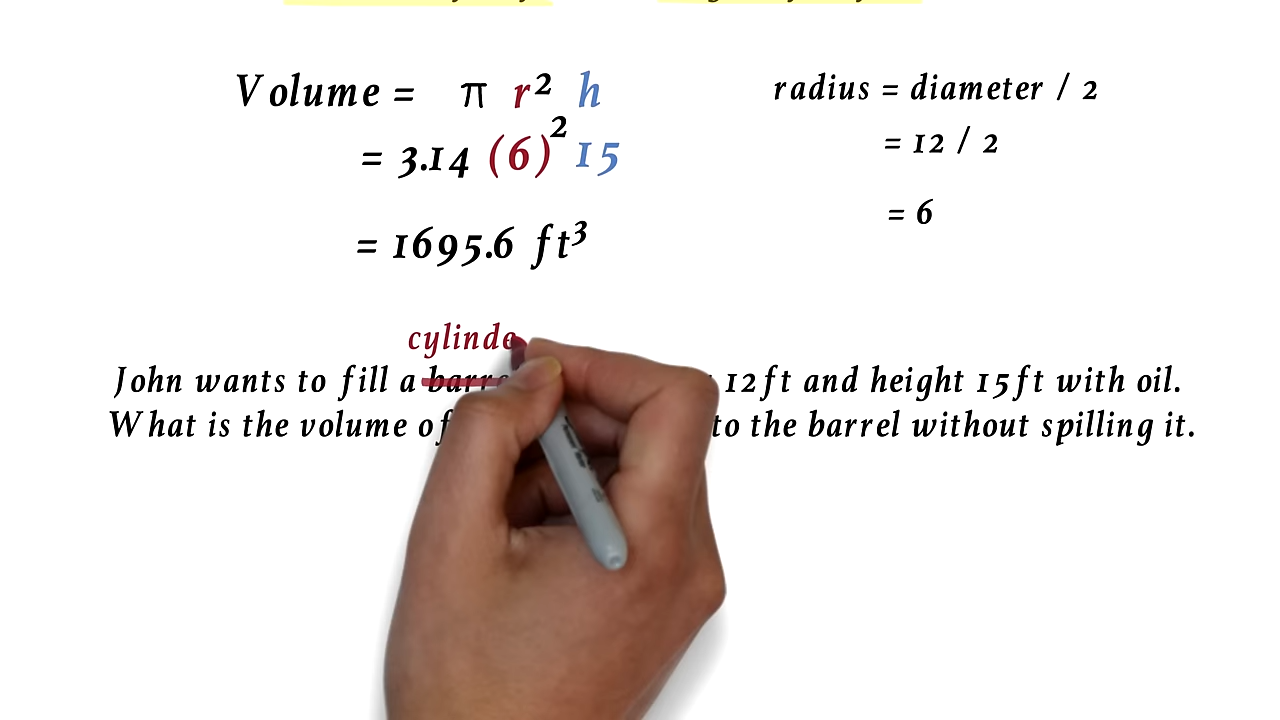 Volume = π r² h
= 3.14 (6)² 15
= 1695.6 ft³
radius = diameter / 2
= 12 / 2
= 6
cylinde
John wants to fill a barre 12ft and height 15ft with oil.
What is the volume of to the barrel without spilling it.